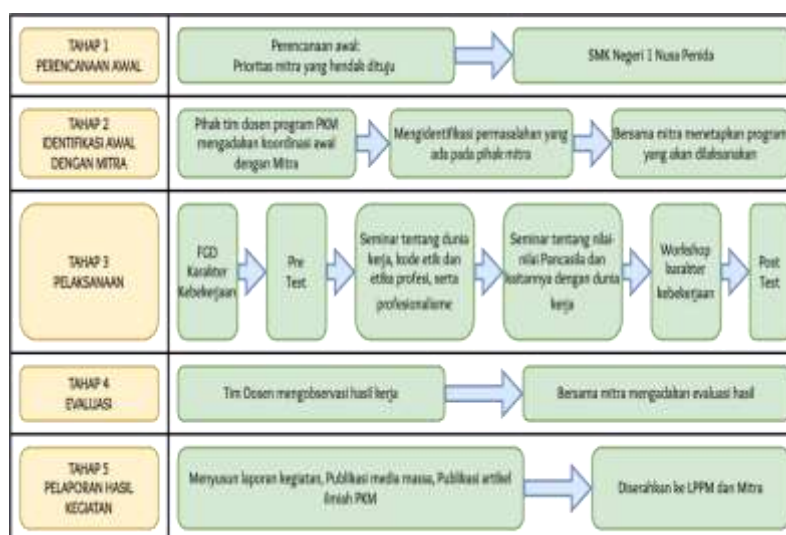 TAHAP 1
PERENCANAAN AWAL
Perencanaan awal:
Prioritas mitra yang hendak dituju
SMK Negeri 1 Nusa Penida
TAHAP 2
IDENTIFIKASI AWAL
DENGAN MITRA
Pihak tim dosen program PKM
mengadakan koordinasi awal
dengan Mitra
Mengidentifikasi permasalahan yang
ada pada pihak mitra
Bersama mitra menetapkan program
yang akan dilaksanakan
TAHAP 3
PELAKSANAAN
FGD
Karakter
Kebekerjaan
Pre
Test
Seminar tentang dunia
kerja, kode etik dan
etika profesi, serta
profesionalisme
Seminar tentang nilai-
nilai Pancasila dan
kaitannya dengan dunia
kerja
Workshop
karakter
kebekerjaan
Post
Test
TAHAP 4
EVALUASI
Tim Dosen mengobservasi hasil kerja
Bersama mitra mengadakan evaluasi hasil
TAHAP 5
PELAPORAN HASIL
KEGIATAN
Menyusun laporan kegiatan, Publikasi media massa, Publikasi artikel
ilmiah PKM
Diserahkan ke LPPM dan Mitra